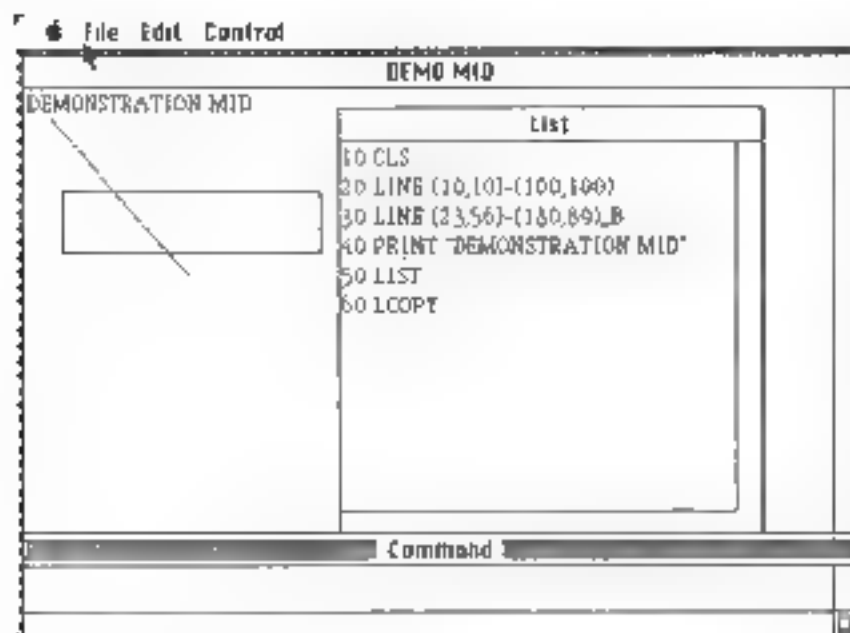 File Edit Control
DEMO MID
DEMONSTRATION MID
List
10 CLS
20 LINE (10,10)-(100,100)
30 LINE (23,56)-(180,89),,B
40 PRINT "DEMONSTRATION MID"
50 LIST
60 LCOPY
Command